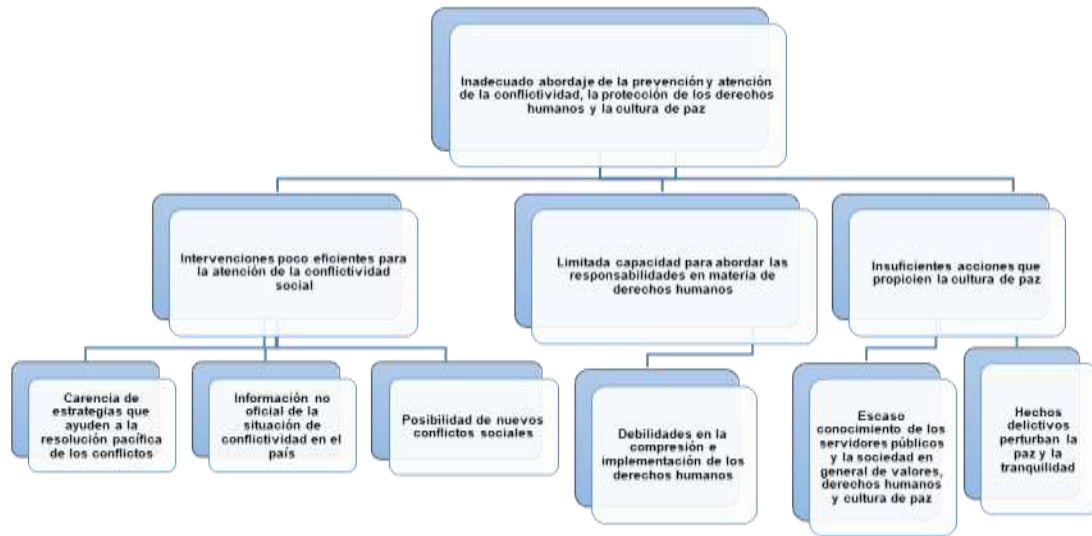 Inadecuado abordaje de la prevención y atención
de la conflictividad, la protección de los derechos
humanos y la cultura de paz
Intervenciones poco eficientes para
la atención de la conflictividad
social
Limitada capacidad para abordar las
responsabilidades en materia de
derechos humanos
Insuficientes acciones que
propicien la cultura de paz
Carencia de
estrategias que
ayuden a la
resolución pacífica
de los conflictos
Información no
oficial de la
situación de
conflictividad en el
país
Posibilidad de nuevos
conflictos sociales
Debilidades en la
compresión e
implementación de los
derechos humanos
Escaso
conocimiento de los
servidores públicos
y la sociedad en
general de valores,
derechos humanos
y cultura de paz
Hechos
delictivos
perturban la
paz y la
tranquilidad